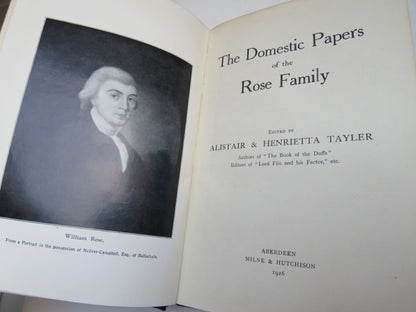 William Rose.
From a Portrait in the possession of McIver-Campbell, Esq., of Ballochyle.
The Domestic Papers
of the
Rose Family
EDITED BY
ALISTAIR & HENRIETTA TAYLER
Authors of "The Book of the Duffs"
Editors of "Lord Fife and his Factor," etc.
ABERDEEN
MILNE & HUTCHISON
1926